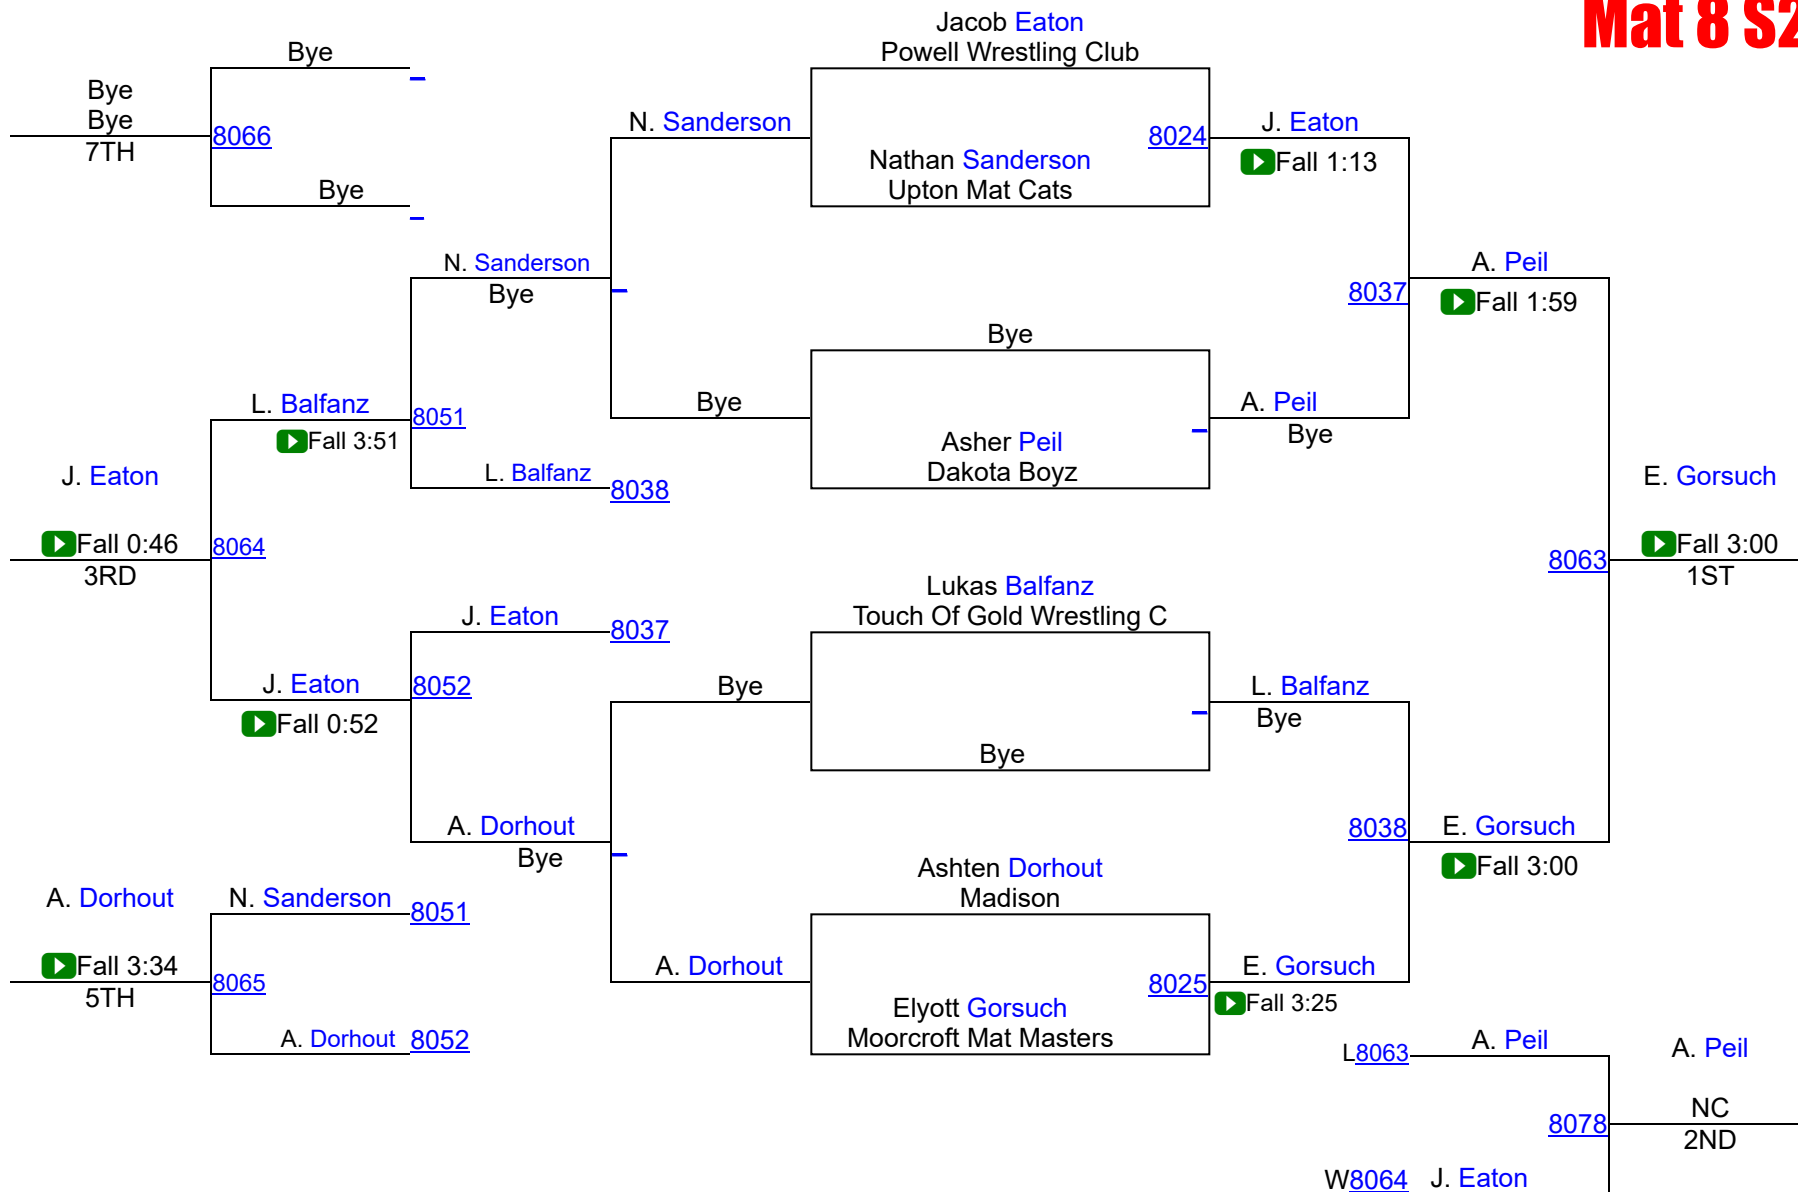 Mat 8 S2
Jacob Eaton
Powell Wrestling Club
Bye
Bye
Bye
7TH
8066
Bye
N. Sanderson
8024
Nathan Sanderson
Upton Mat Cats
J. Eaton
Fall 1:13
N. Sanderson
Bye
8037
A. Peil
Fall 1:59
Bye
Bye
Asher Peil
Dakota Boyz
A. Peil
Bye
L. Balfanz
Fall 3:51
8051
L. Balfanz
8038
J. Eaton
Fall 0:46
3RD
8064
E. Gorsuch
8063
Fall 3:00
1ST
Lukas Balfanz
Touch Of Gold Wrestling C
J. Eaton
8037
J. Eaton
Fall 0:52
8052
Bye
Bye
L. Balfanz
Bye
A. Dorhout
Bye
8038
E. Gorsuch
Fall 3:00
Ashten Dorhout
Madison
A. Dorhout
Fall 3:34
5TH
N. Sanderson
8051
8065
A. Dorhout
8052
A. Dorhout
8025
Elyott Gorsuch
Moorcroft Mat Masters
E. Gorsuch
Fall 3:25
L8063
A. Peil
A. Peil
8078
NC
2ND
W8064
J. Eaton